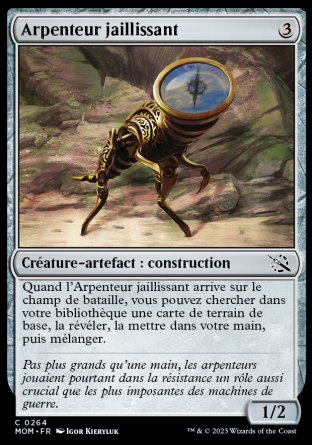 Arpenteur jaillissant 3
Créature-artefact : construction
Quand l'Arpenteur jaillissant arrive sur le
champ de bataille, vous pouvez chercher dans
votre bibliothèque une carte de terrain de
base, la révéler, la mettre dans votre main,
puis mélanger.
Pas plus grands qu'une main, les arpenteurs
jouaient pourtant dans la résistance un rôle aussi
crucial que les plus imposantes des machines de
guerre.
1/2
C 0264
MOM • FR Igor Kieryluk
™ & © 2023 Wizards of the Coast